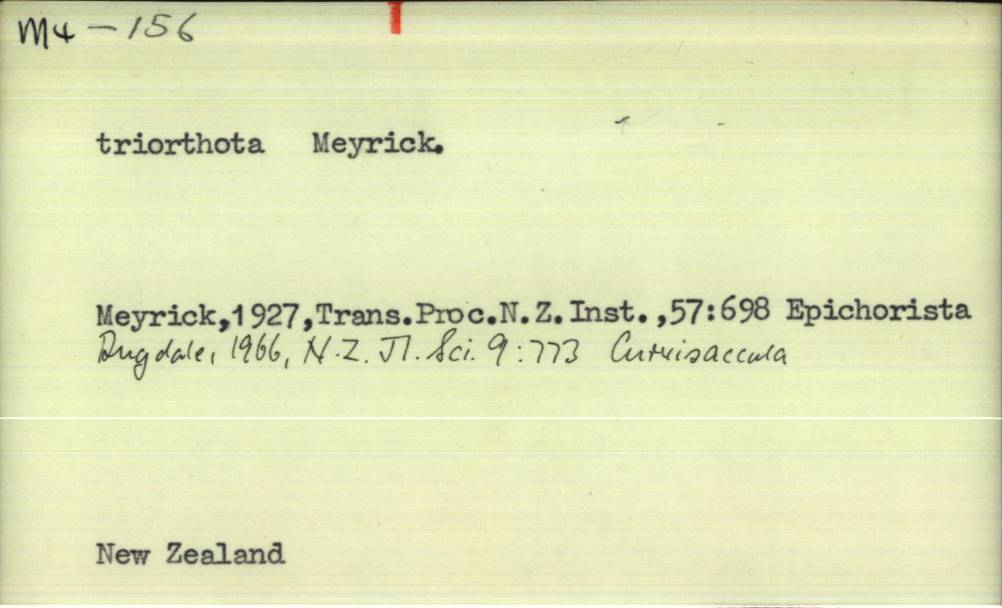 M4 - 156
triorthota Meyrick.
Meyrick,1927,Trans.Proc.N.Z.Inst.,57:698 Epichorista
Dugdale, 1966, N.Z. Jl. Sci. 9:773 Curvisaccula
New Zealand